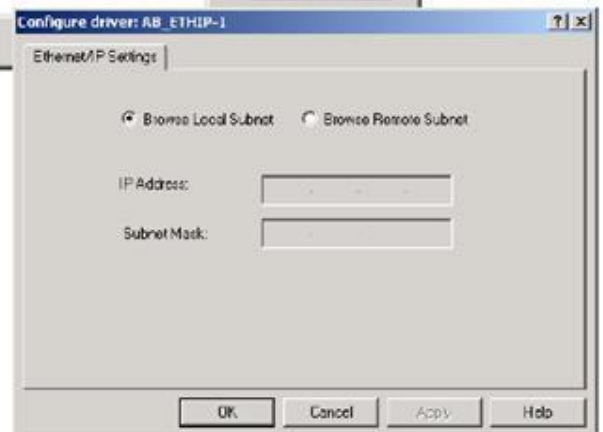 Configure driver: AB_ETHIP-1
Ethernet/IP Settings
Browse Local Subnet Browse Remote Subnet
IP Address:
Subnet Mask:
OK Cancel Apply Help